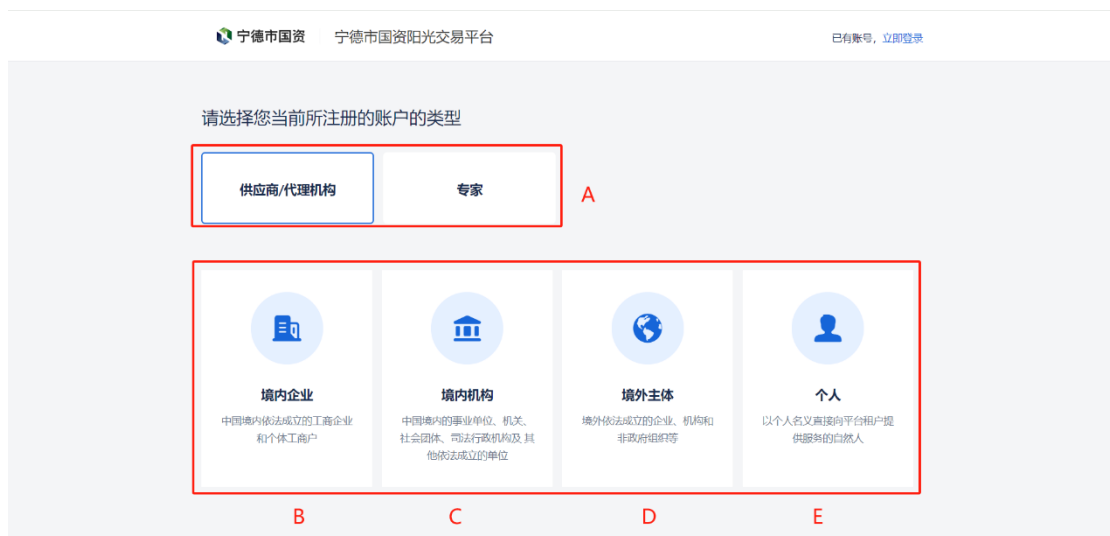 宁德市国资 宁德市国资阳光交易平台 已有账号，立即登录
请选择您当前所注册的账户的类型
供应商/代理机构 专家 A
境内企业 境内机构 境外主体 个人
中国境内依法成立的工商企业 中国境内的事业单位、机关、 境外依法成立的企业、机构和 以个人名义直接向平台租户提
和个体工商户 社会团体、司法行政机构及 其 非政府组织等 供服务的自然人
他依法成立的单位
B C D E